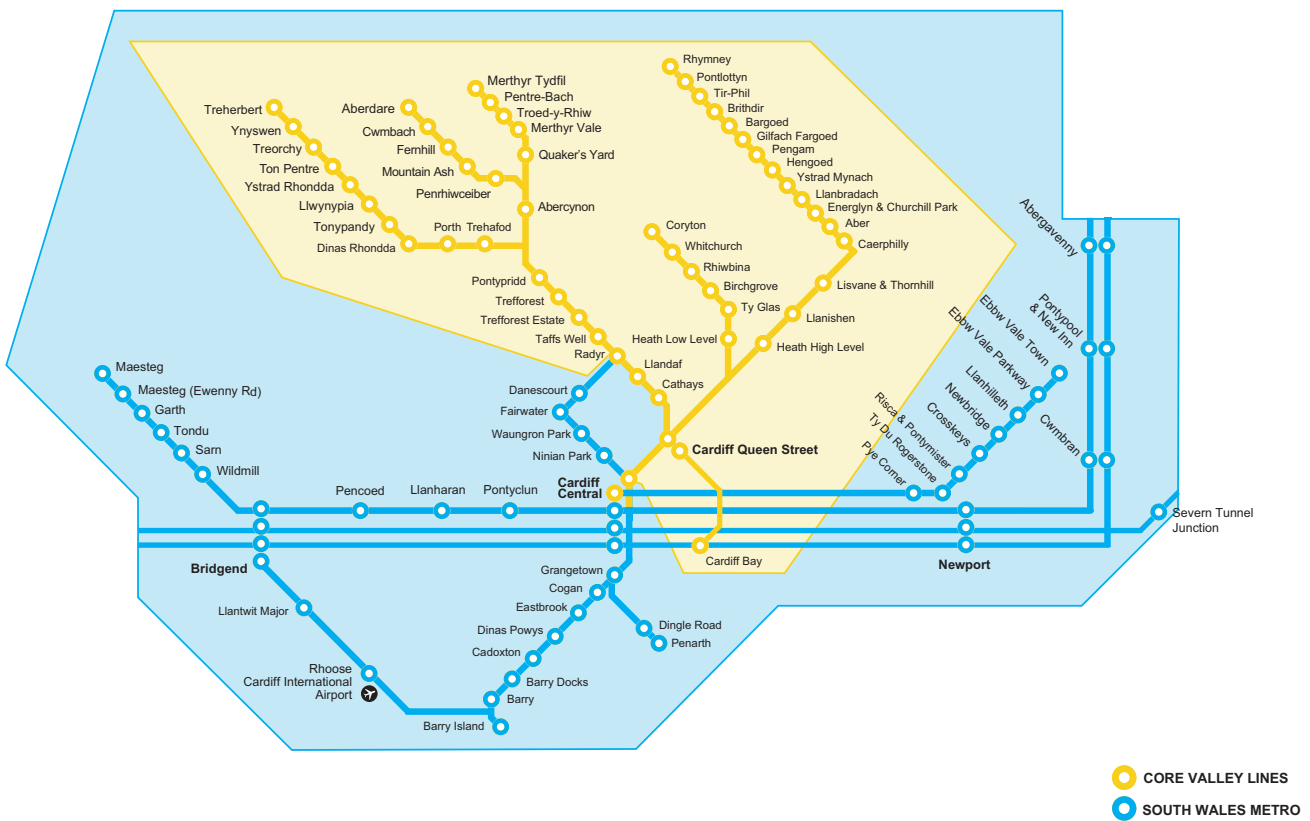 Treherbert
Ynyswen
Treorchy
Ton Pentre
Ystrad Rhondda
Llwynypia
Tonypandy
Dinas Rhondda
Porth
Trehafod
Aberdare
Cwmbach
Fernhill
Mountain Ash
Penrhiwceiber
Merthyr Tydfil
Pentre-Bach
Troed-y-Rhiw
Merthyr Vale
Quaker's Yard
Abercynon
Pontypridd
Trefforest
Trefforest Estate
Taffs Well
Radyr
Llandaf
Cathays
Rhymney
Pontlottyn
Tir-Phil
Brithdir
Bargoed
Gilfach Fargoed
Pengam
Hengoed
Ystrad Mynach
Llanbradach
Energlyn & Churchill Park
Aber
Caerphilly
Lisvane & Thornhill
Llanishen
Heath High Level
Coryton
Whitchurch
Rhiwbina
Birchgrove
Ty Glas
Heath Low Level
Cardiff Queen Street
Cardiff Bay
Danescourt
Fairwater
Waungron Park
Ninian Park
Cardiff
Central
Maesteg
Maesteg (Ewenny Rd)
Garth
Tondu
Sarn
Wildmill
Pencoed
Llanharan
Pontyclun
Bridgend
Llantwit Major
Rhoose
Cardiff International
Airport
Grangetown
Cogan
Eastbrook
Dinas Powys
Cadoxton
Barry Docks
Barry
Barry Island
Dingle Road
Penarth
Abergavenny
Pontypool
& New Inn
Cwmbran
Ebbw Vale Town
Ebbw Vale Parkway
Llanhilleth
Newbridge
Crosskeys
Risca & Pontymister
Ty Du Rogerstone
Pye Corner
Newport
Severn Tunnel
Junction
CORE VALLEY LINES
SOUTH WALES METRO